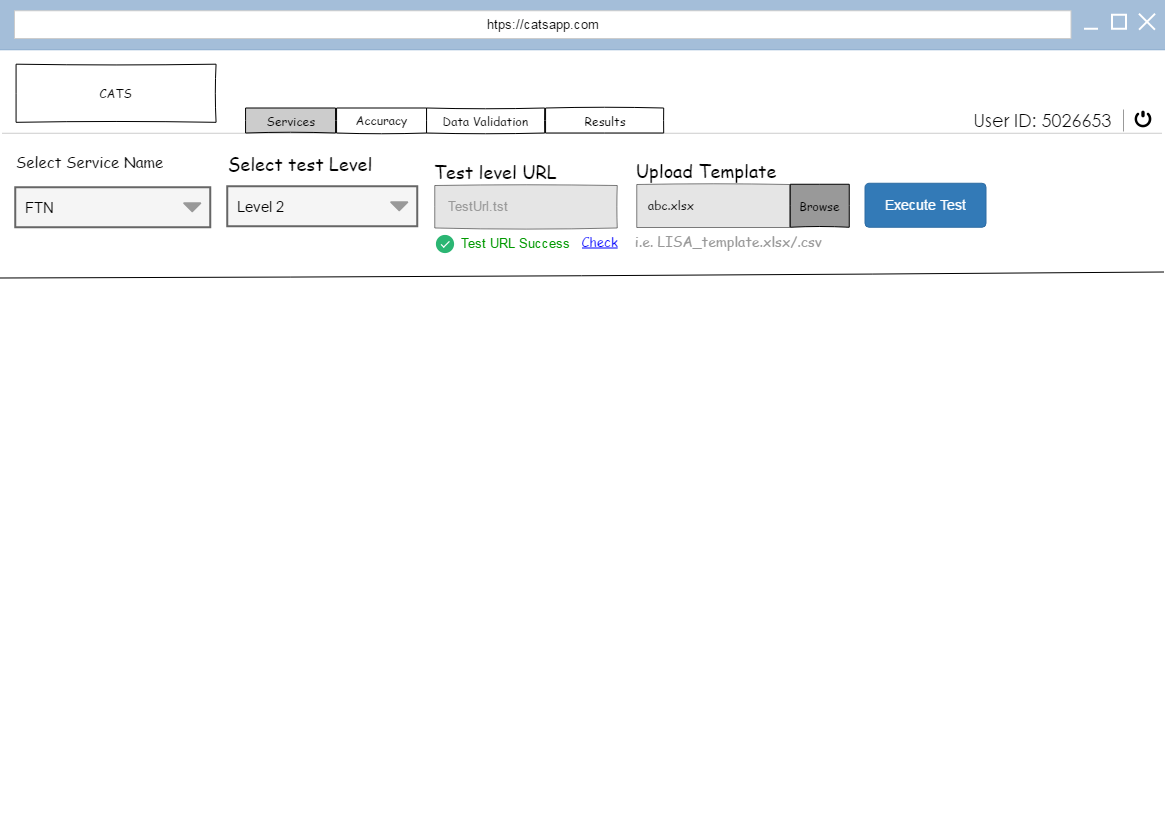 htps://catsapp.com
CATS
Services Accuracy Data Validation Results
User ID: 5026653
Select Service Name Select test Level Test level URL Upload Template
FTN Level 2 TestUrl.tst abc.xlsx Browse Execute Test
Test URL Success Check i.e. LISA_template.xlsx/.csv